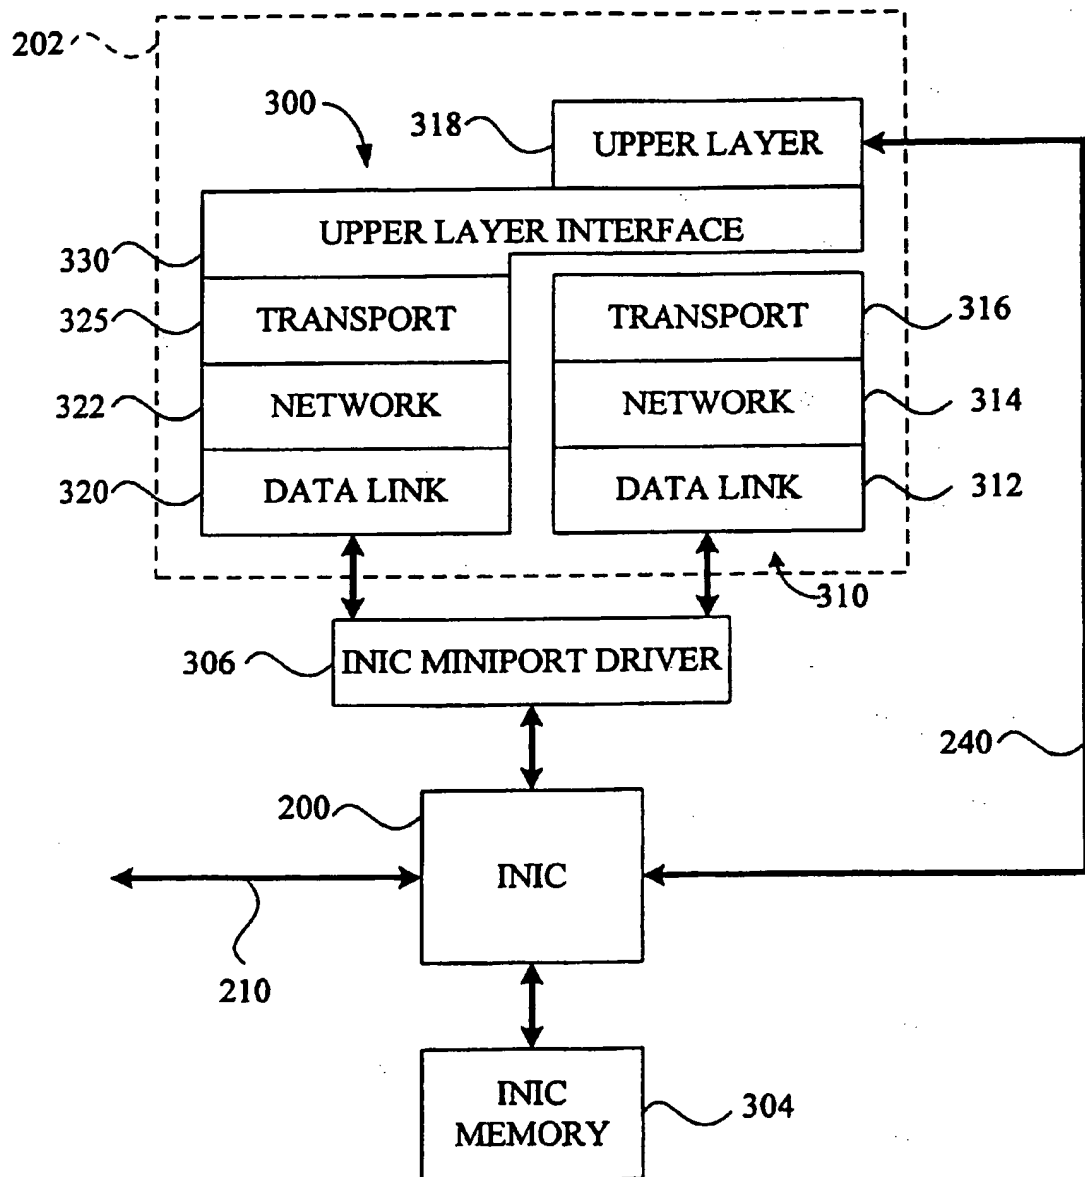 202
300
318
UPPER LAYER
UPPER LAYER INTERFACE
330
325
TRANSPORT
TRANSPORT
316
322
NETWORK
NETWORK
314
320
DATA LINK
DATA LINK
312
310
306
INIC MINIPORT DRIVER
240
200
INIC
210
INIC
MEMORY
304